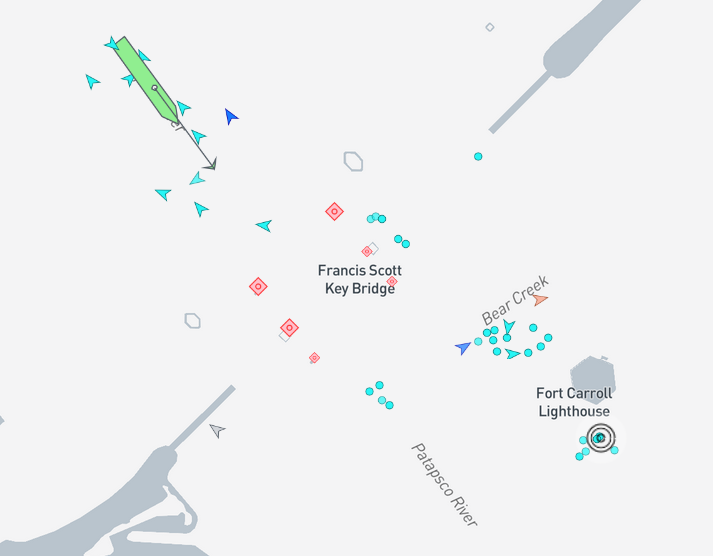 Francis Scott
Key Bridge
Bear Creek
Fort Carroll
Lighthouse
Patapsco River